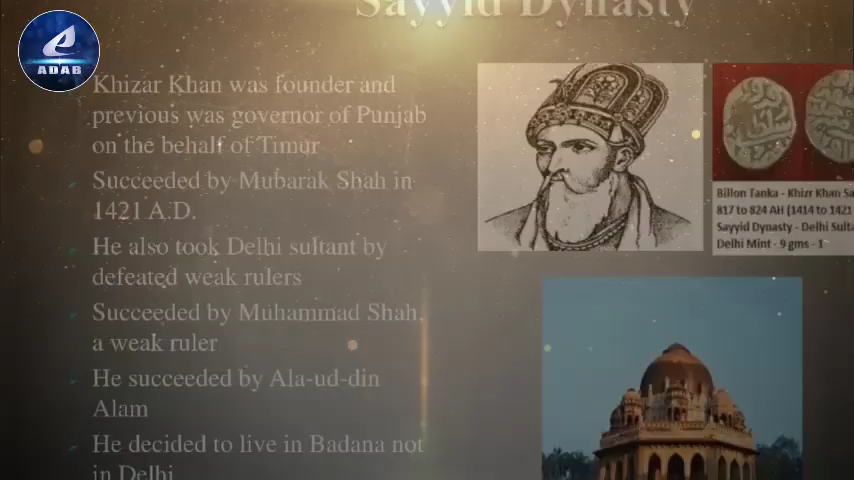 Sayyid Dynasty
ADAB
Khizar Khan was founder and
previous was governor of Punjab
on the behalf of Timur
Succeeded by Mubarak Shah in
1421 A.D.
He also took Delhi sultant by
defeated weak rulers
Succeeded by Muhammad Shah,
a weak ruler
He succeeded by Ala-ud-din
Alam
He decided to live in Badana not
in Delhi
Billon Tanka - Khizr Khan Sa
817 to 824 AH (1414 to 1421
Sayyid Dynasty - Delhi Sulta
Delhi Mint - 9 gms - 1